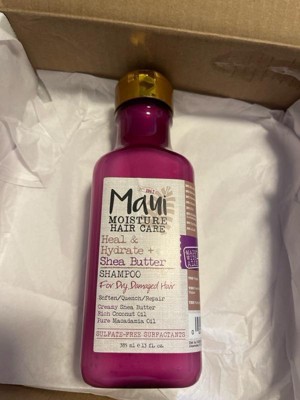 Maui
MOISTURE
HAIR CARE
Heal &
Hydrate +
Shea Butter
SHAMPOO
For Dry, Damaged Hair
Soften/Quench/Repair
Creamy Shea Butter
Rich Coconut Oil
Pure Macadamia Oil
SULFATE-FREE SURFACTANTS
385 ml e 13 fl. oz.